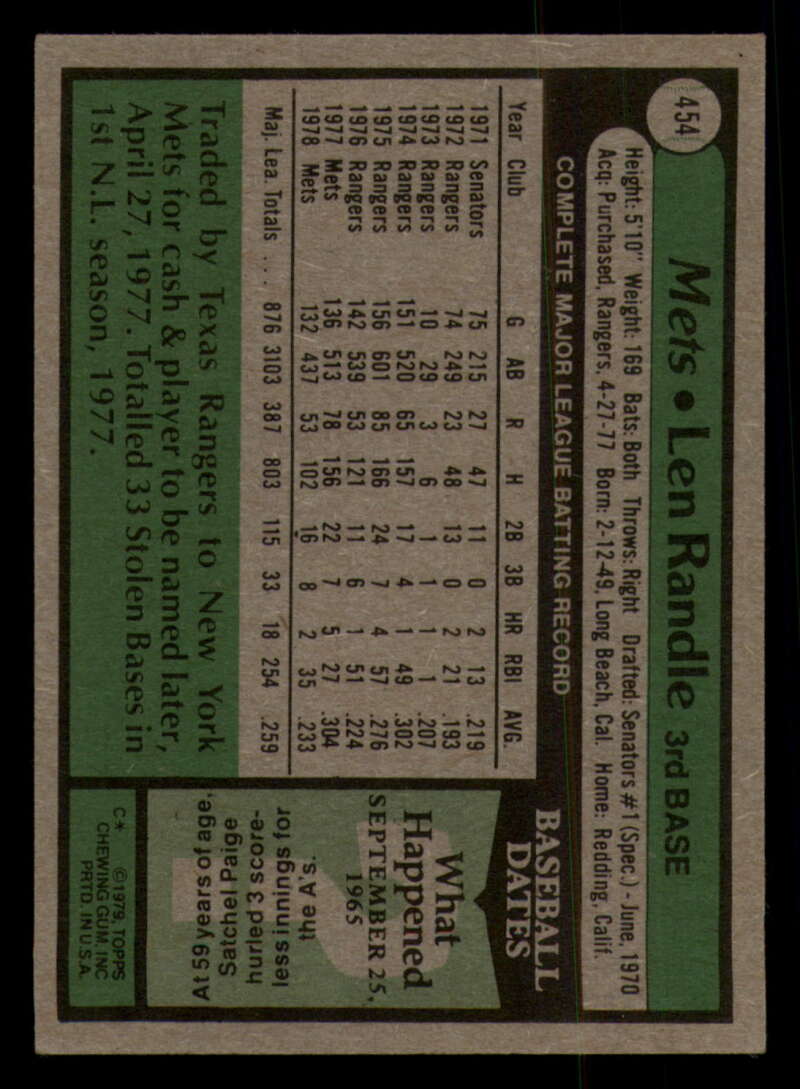 454
Mets • Len Randle 3rd BASE
Height: 5'10" Weight: 169 Bats: Both Throws: Right Drafted: Senators #1 (Spec.) - June, 1970
Acq: Purchased, Rangers, 4-27-77 Born: 2-12-49, Long Beach, Cal. Home: Redding, Calif.
COMPLETE MAJOR LEAGUE BATTING RECORD
Year Club G AB R H 2B 3B HR RBI AVG.
1971 Senators 75 215 27 47 11 0 2 13 .219
1972 Rangers 74 249 23 48 13 0 2 21 .193
1973 Rangers 10 29 3 6 1 1 1 1 .207
1974 Rangers 151 520 65 157 17 4 1 49 .302
1975 Rangers 156 601 85 166 24 7 4 57 .276
1976 Rangers 142 539 53 121 11 6 1 51 .224
1977 Mets 136 513 78 156 22 7 5 27 .304
1978 Mets 132 437 53 102 16 8 2 35 .233
Maj. Lea. Totals ... 876 3103 387 803 115 33 18 254 .259
Traded by Texas Rangers to New York
Mets for cash & player to be named later,
April 27, 1977. Totalled 33 Stolen Bases in
1st N.L. season, 1977.
BASEBALL
DATES
What
Happened
SEPTEMBER 25,
1965
At 59 years of age,
Satchel Paige
hurled 3 score-
less innings for
the A's.
C* ©1979, TOPPS
CHEWING GUM, INC
PRTD. IN U.S.A.